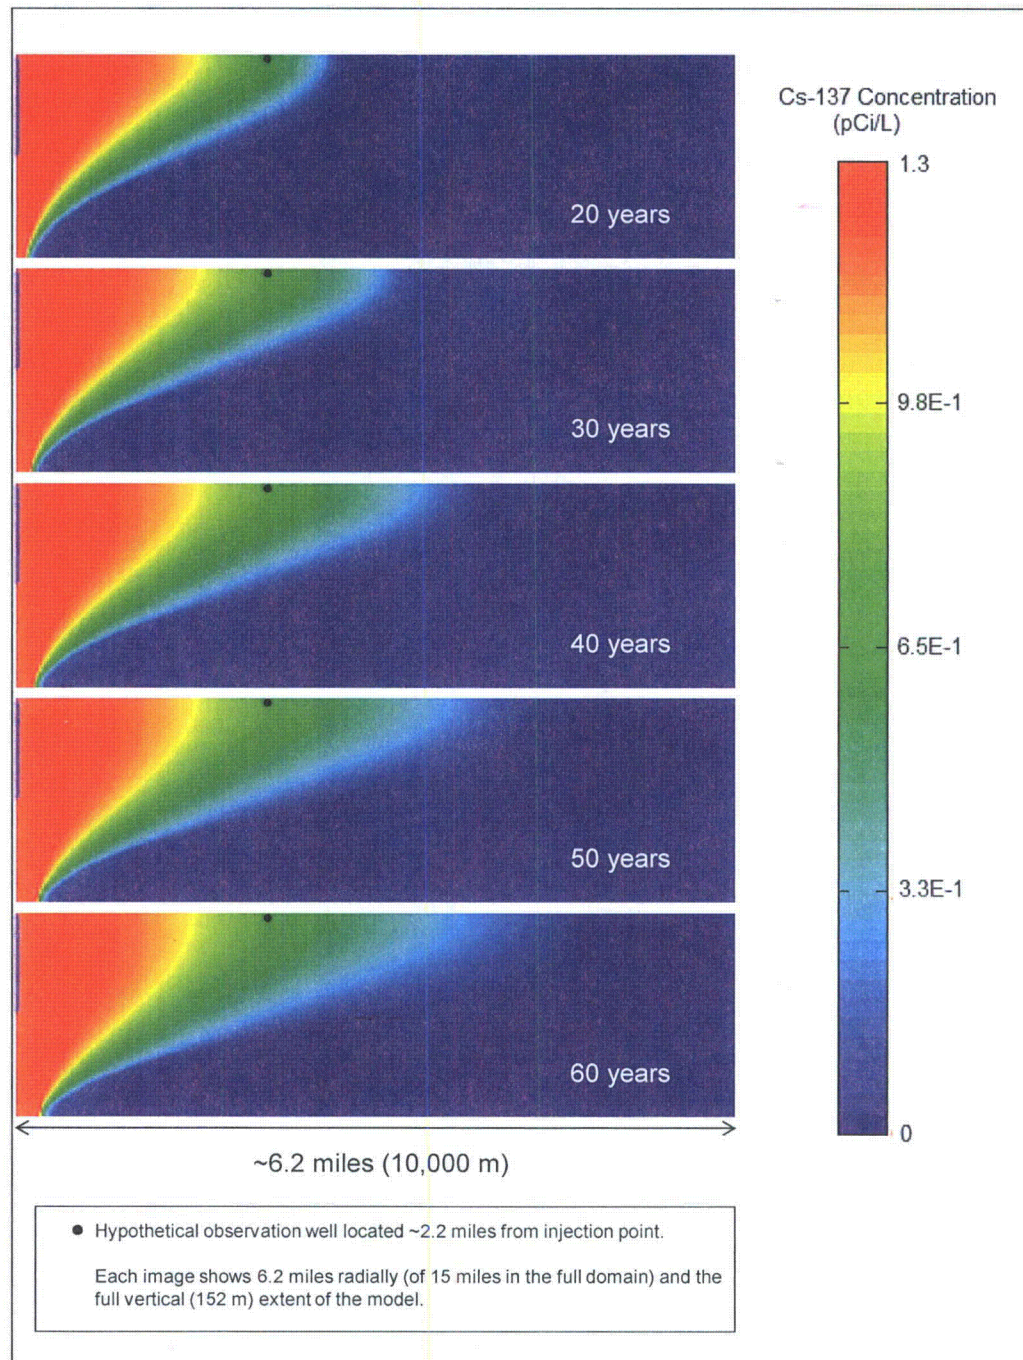 Cs-137 Concentration
(pCi/L)
1.3
20 years
9.8E-1
30 years
40 years
6.5E-1
50 years
3.3E-1
60 years
0
~6.2 miles (10,000 m)
● Hypothetical observation well located ~2.2 miles from injection point.
Each image shows 6.2 miles radially (of 15 miles in the full domain) and the
full vertical (152 m) extent of the model.